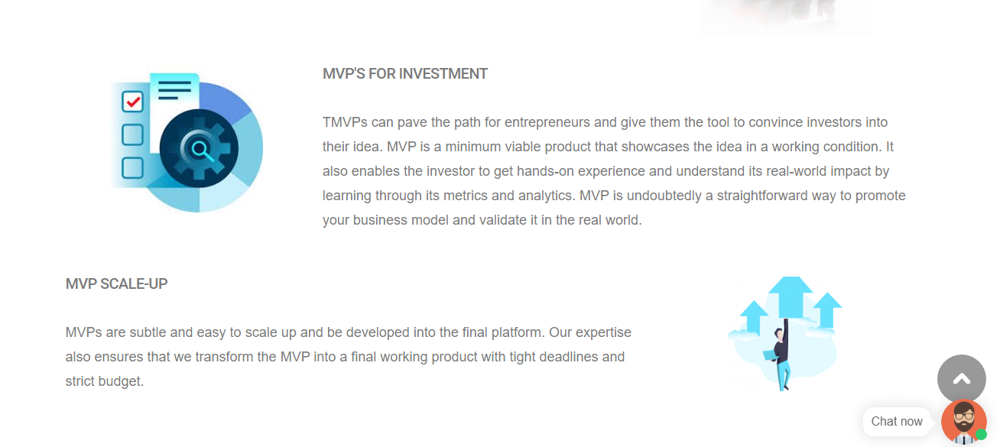 MVP'S FOR INVESTMENT
TMVPs can pave the path for entrepreneurs and give them the tool to convince investors into
their idea. MVP is a minimum viable product that showcases the idea in a working condition. It
also enables the investor to get hands-on experience and understand its real-world impact by
learning through its metrics and analytics. MVP is undoubtedly a straightforward way to promote
your business model and validate it in the real world.
MVP SCALE-UP
MVPs are subtle and easy to scale up and be developed into the final platform. Our expertise
also ensures that we transform the MVP into a final working product with tight deadlines and
strict budget.
Chat now